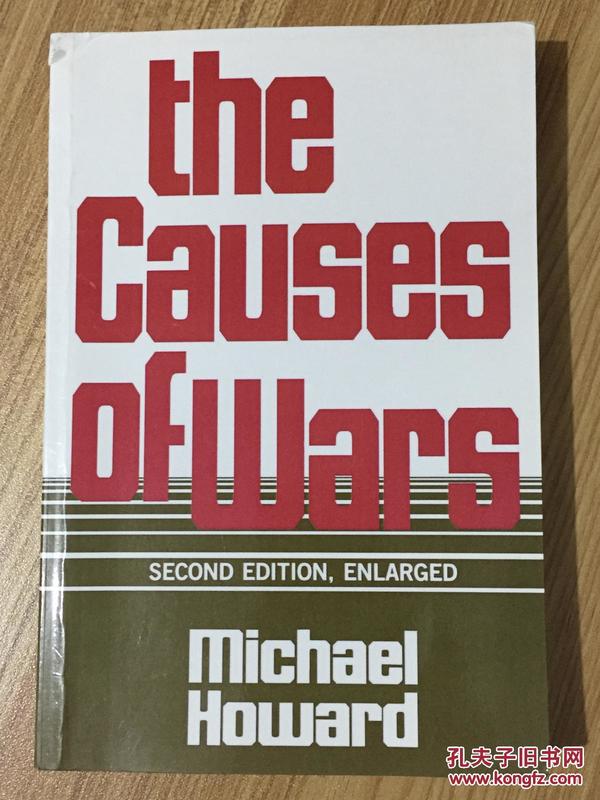 the
Causes
of Wars
SECOND EDITION, ENLARGED
Michael
Howard
孔夫子旧书网
www.kongfz.com